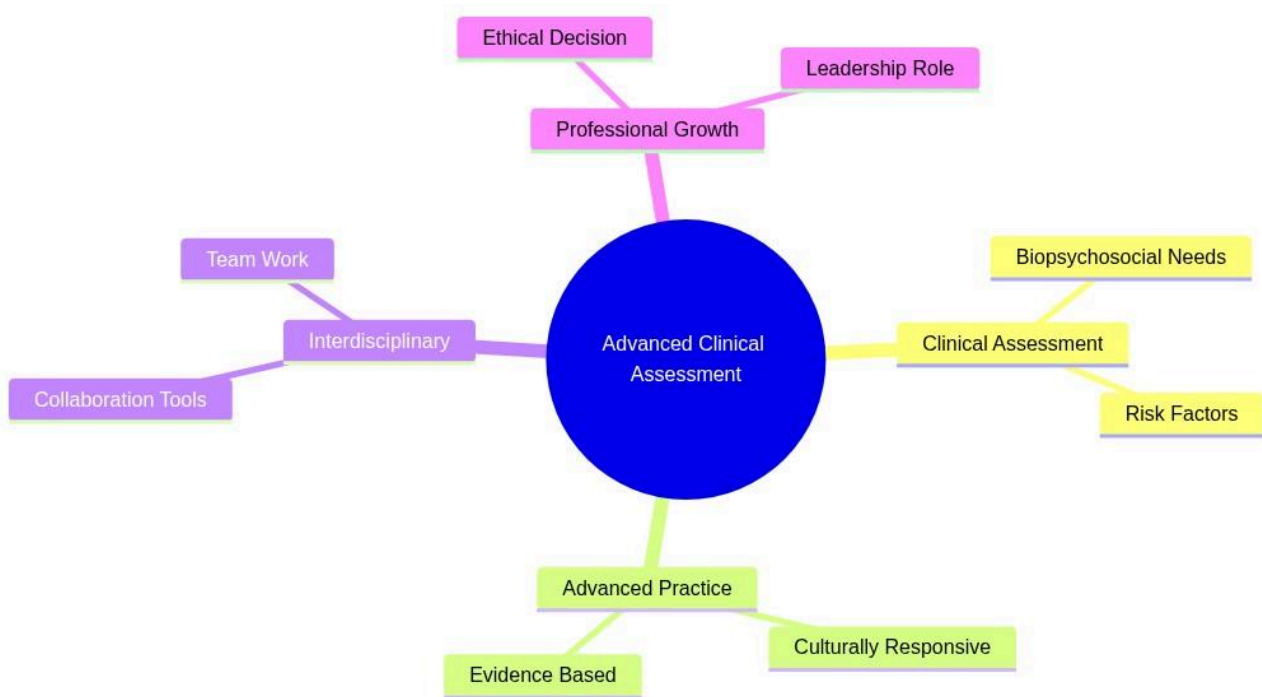 Ethical Decision
Leadership Role
Professional Growth
Team Work
Biopsychosocial Needs
Interdisciplinary
Advanced Clinical
Assessment
Clinical Assessment
Collaboration Tools
Risk Factors
Advanced Practice
Culturally Responsive
Evidence Based